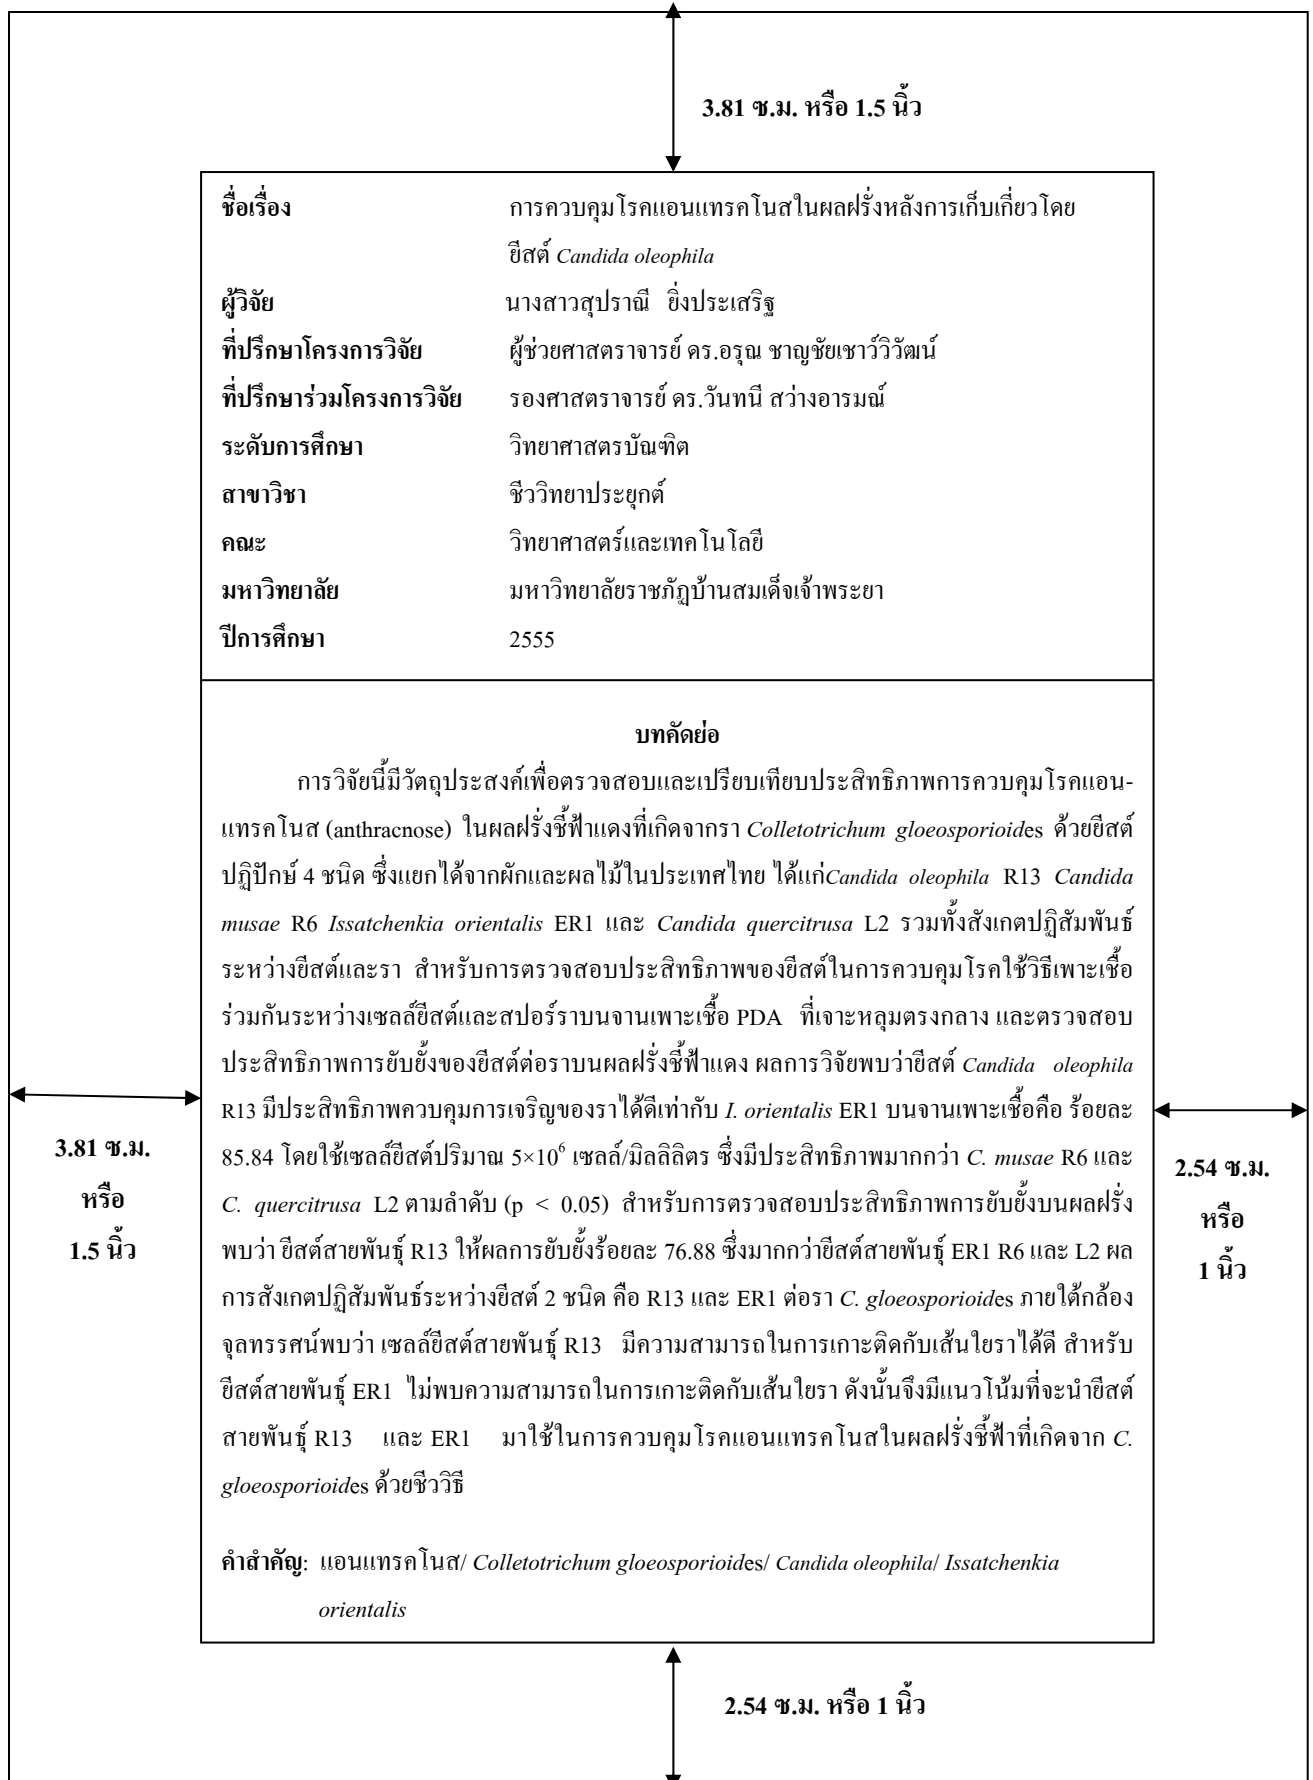 3.81 ซ.ม. หรือ 1.5 นิ้ว
ชื่อเรื่อง การควบคุมโรคแอนแทรคโนสในผลฝรั่งหลังการเก็บเกี่ยวโดย
ยีสต์ Candida oleophila
ผู้วิจัย นางสาวสุปราณี ยิ่งประเสริฐ
ที่ปรึกษาโครงการวิจัย ผู้ช่วยศาสตราจารย์ ดร.อรุณ ชาญชัยเชาว์วิวัฒน์
ที่ปรึกษาร่วมโครงการวิจัย รองศาสตราจารย์ ดร.วันทนี สว่างอารมณ์
ระดับการศึกษา วิทยาศาสตรบัณฑิต
สาขาวิชา ชีววิทยาประยุกต์
คณะ วิทยาศาสตร์และเทคโนโลยี
มหาวิทยาลัย มหาวิทยาลัยราชภัฏบ้านสมเด็จเจ้าพระยา
ปีการศึกษา 2555
บทคัดย่อ
การวิจัยนี้มีวัตถุประสงค์เพื่อตรวจสอบและเปรียบเทียบประสิทธิภาพการควบคุมโรคแอน-
แทรคโนส (anthracnose) ในผลฝรั่งชี้ฟ้าแดงที่เกิดจากรา Colletotrichum gloeosporioides ด้วยยีสต์
ปฏิปักษ์ 4 ชนิด ซึ่งแยกได้จากผักและผลไม้ในประเทศไทย ได้แก่Candida oleophila R13 Candida
musae R6 Issatchenkia orientalis ER1 และ Candida quercitrusa L2 รวมทั้งสังเกตปฏิสัมพันธ์
ระหว่างยีสต์และรา สำหรับการตรวจสอบประสิทธิภาพของยีสต์ในการควบคุมโรคใช้วิธีเพาะเชื้อ
ร่วมกันระหว่างเซลล์ยีสต์และสปอร์ราบนจานเพาะเชื้อ PDA ที่เจาะหลุมตรงกลาง และตรวจสอบ
ประสิทธิภาพการยับยั้งของยีสต์ต่อราบนผลฝรั่งชี้ฟ้าแดง ผลการวิจัยพบว่ายีสต์ Candida oleophila
R13 มีประสิทธิภาพควบคุมการเจริญของราได้ดีเท่ากับ I. orientalis ER1 บนจานเพาะเชื้อคือ ร้อยละ
85.84 โดยใช้เซลล์ยีสต์ปริมาณ 5×10⁶ เซลล์/มิลลิลิตร ซึ่งมีประสิทธิภาพมากกว่า C. musae R6 และ
C. quercitrusa L2 ตามลำดับ (p < 0.05) สำหรับการตรวจสอบประสิทธิภาพการยับยั้งบนผลฝรั่ง
พบว่า ยีสต์สายพันธุ์ R13 ให้ผลการยับยั้งร้อยละ 76.88 ซึ่งมากกว่ายีสต์สายพันธุ์ ER1 R6 และ L2 ผล
การสังเกตปฏิสัมพันธ์ระหว่างยีสต์ 2 ชนิด คือ R13 และ ER1 ต่อรา C. gloeosporioides ภายใต้กล้อง
จุลทรรศน์พบว่า เซลล์ยีสต์สายพันธุ์ R13 มีความสามารถในการเกาะติดกับเส้นใยราได้ดี สำหรับ
ยีสต์สายพันธุ์ ER1 ไม่พบความสามารถในการเกาะติดกับเส้นใยรา ดังนั้นจึงมีแนวโน้มที่จะนำยีสต์
สายพันธุ์ R13 และ ER1 มาใช้ในการควบคุมโรคแอนแทรคโนสในผลฝรั่งชี้ฟ้าที่เกิดจาก C.
gloeosporioides ด้วยชีววิธี
คำสำคัญ: แอนแทรคโนส/ Colletotrichum gloeosporioides/ Candida oleophila/ Issatchenkia
orientalis
3.81 ซ.ม.
หรือ
1.5 นิ้ว
2.54 ซ.ม.
หรือ
1 นิ้ว
2.54 ซ.ม. หรือ 1 นิ้ว